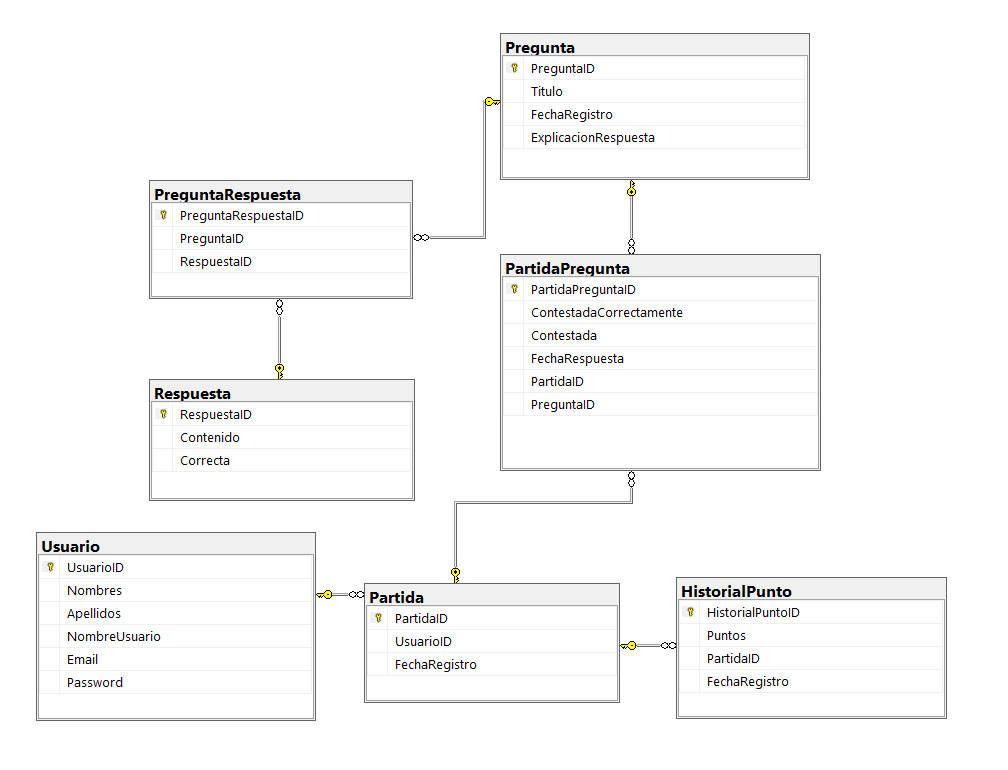 Pregunta
PreguntaID
Titulo
FechaRegistro
ExplicacionRespuesta
PreguntaRespuesta
PreguntaRespuestaID
PreguntaID
RespuestaID
PartidaPregunta
PartidaPreguntaID
ContestadaCorrectamente
Contestada
FechaRespuesta
PartidaID
PreguntaID
Respuesta
RespuestaID
Contenido
Correcta
Usuario
UsuarioID
Nombres
Apellidos
NombreUsuario
Email
Password
Partida
PartidaID
UsuarioID
FechaRegistro
HistorialPunto
HistorialPuntoID
Puntos
PartidaID
FechaRegistro